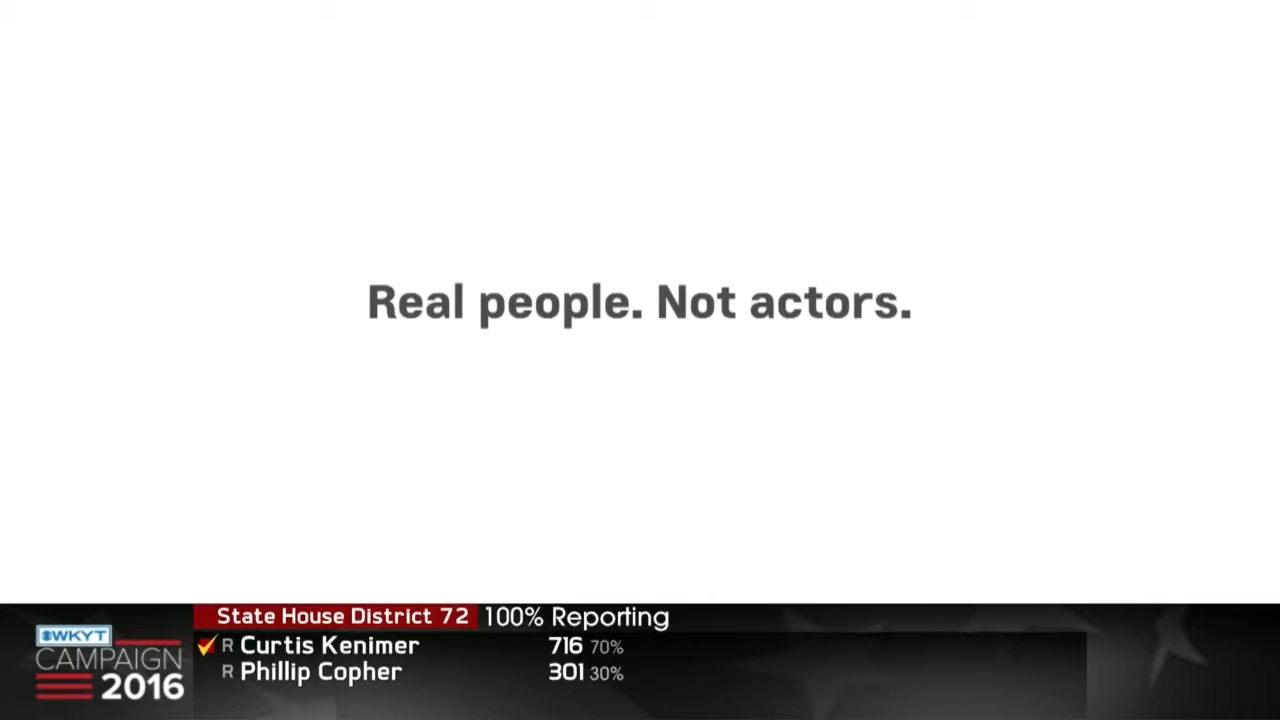 Real people. Not actors.
State House District 72 100% Reporting
WKYT
R Curtis Kenimer 716 70%
CAMPAIGN
R Phillip Copher 301 30%
2016